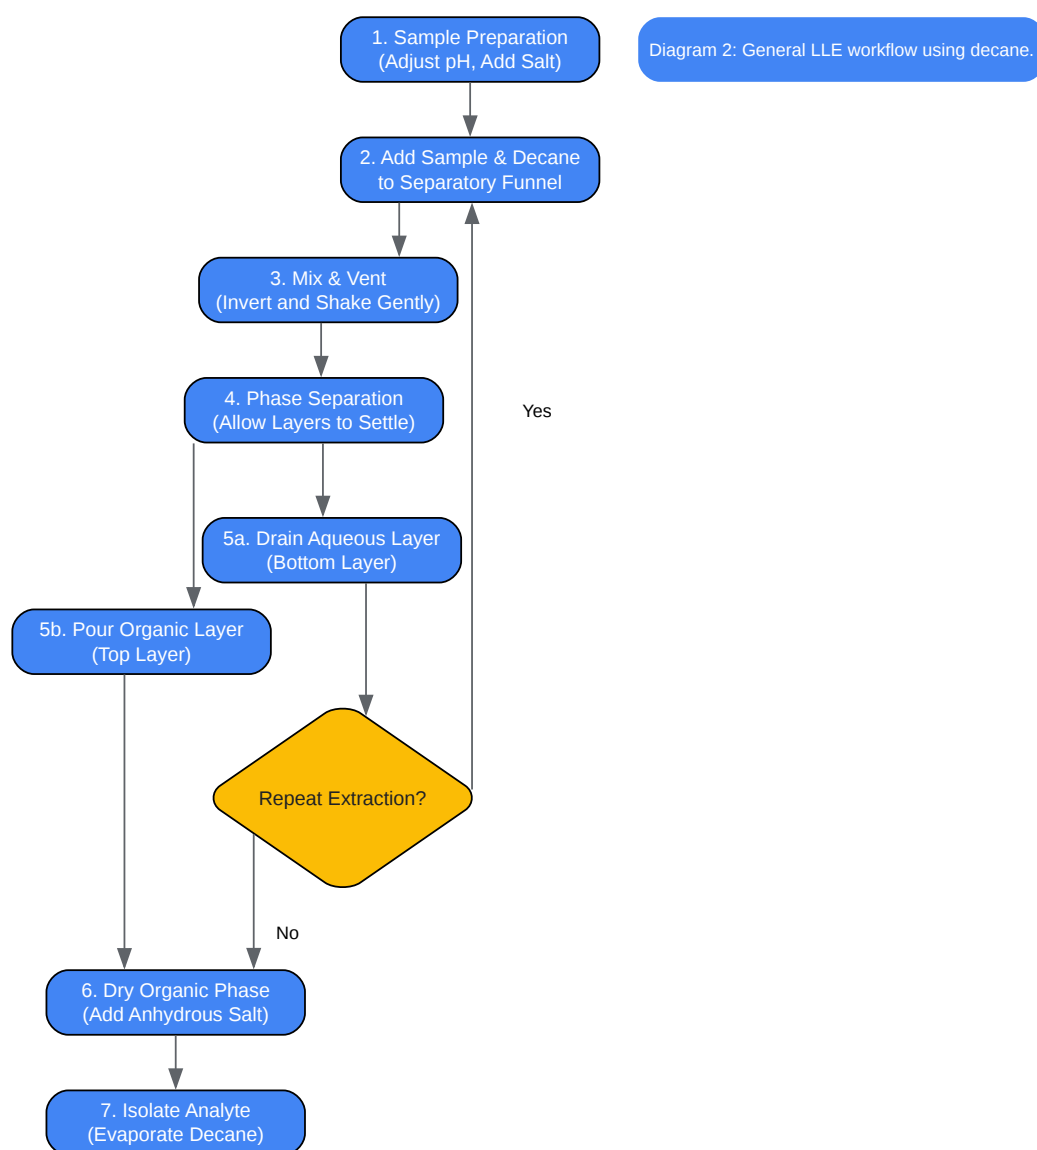 1. Sample Preparation
(Adjust pH, Add Salt)
Diagram 2: General LLE workflow using decane.
2. Add Sample & Decane
to Separatory Funnel
3. Mix & Vent
(Invert and Shake Gently)
4. Phase Separation
(Allow Layers to Settle)
Yes
5a. Drain Aqueous Layer
(Bottom Layer)
5b. Pour Organic Layer
(Top Layer)
Repeat Extraction?
No
6. Dry Organic Phase
(Add Anhydrous Salt)
7. Isolate Analyte
(Evaporate Decane)